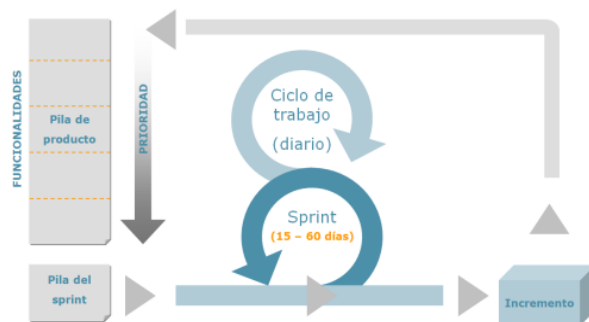 FUNCIONALIDADES
Pila de
producto
PRIORIDAD
Ciclo de
trabajo
(diario)
Sprint
(15 – 60 días)
Pila del
sprint
Incremento